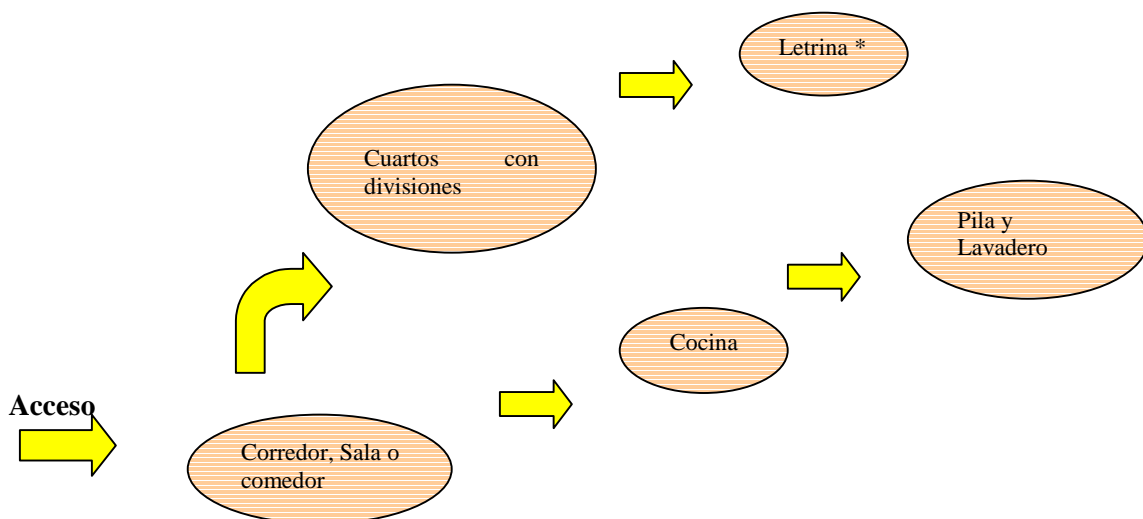 Letrina *
Cuartos con
divisiones
Pila y
Lavadero
Cocina
Acceso
Corredor, Sala o
comedor